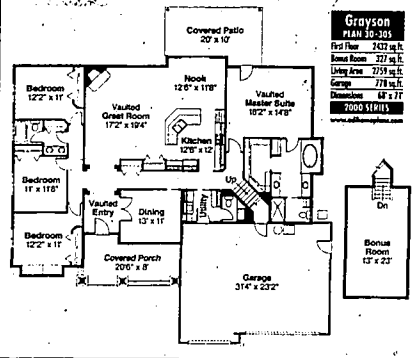 Covered Patio
20' x 10'
Grayson
PLAN 30-305
First Floor 2432 sq.ft.
Bonus Room 327 sq.ft.
Living Area 2759 sq.ft.
Garage 778 sq.ft.
Dimensions 68' x 71'
2000 SERIES
Bedroom
12'2" x 11'
Nook
12'6" x 11'8"
Vaulted
Great Room
17'2" x 19'4"
Vaulted
Master Suite
16'2" x 14'8"
Kitchen
12'6" x 12'
Bedroom
11' x 11'6"
Up
Vaulted
Entry
Dining
13' x 11'
Utility
Dn
Bedroom
12'2" x 11'
Bonus
Room
13' x 23'
Covered Porch
20'6" x 8'
Garage
31'4" x 23'2"